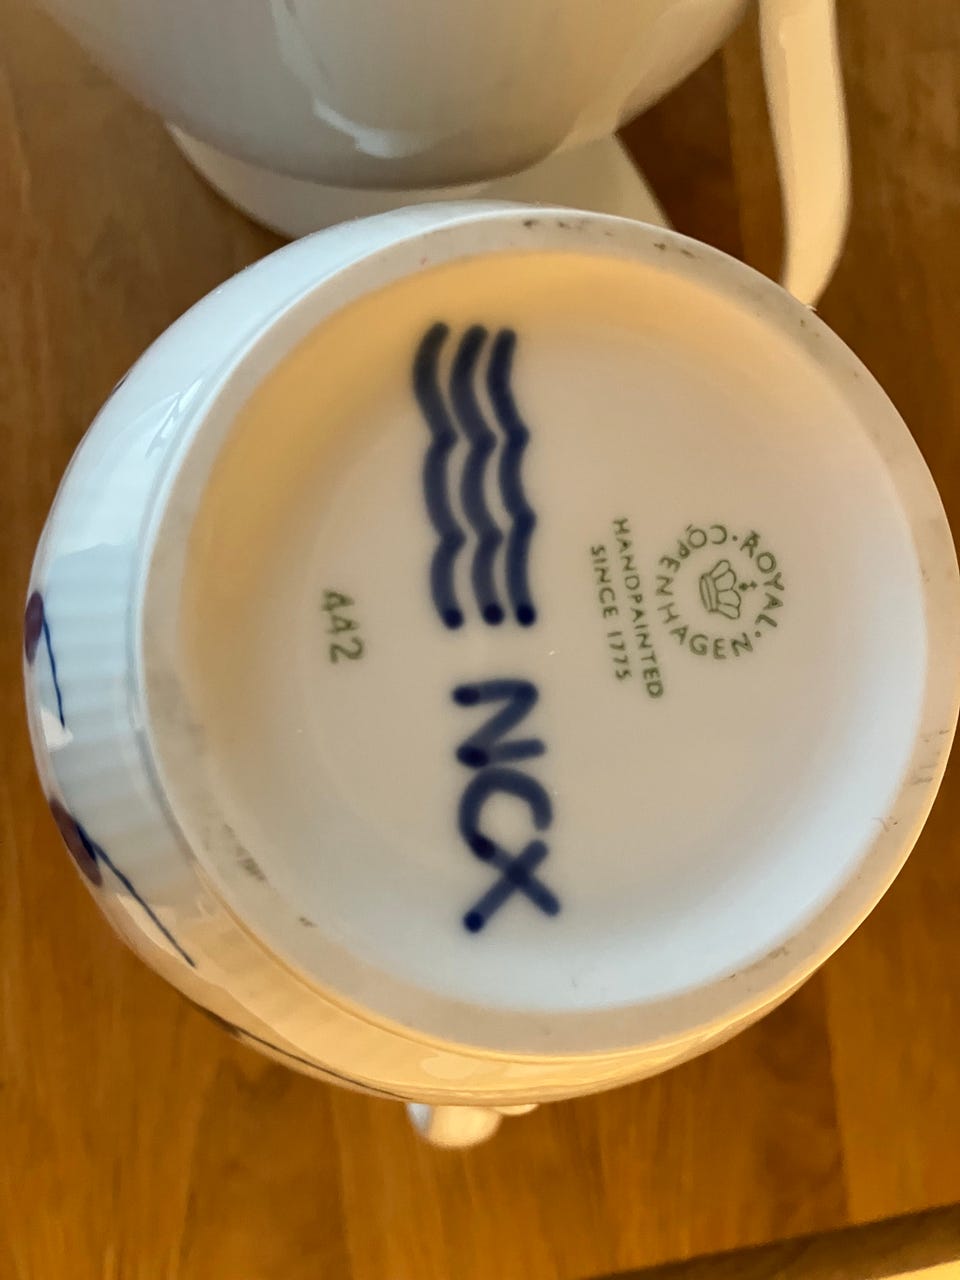 ROYAL. COPENHAGEN.
HANDPAINTED
SINCE 1775
NCX
442